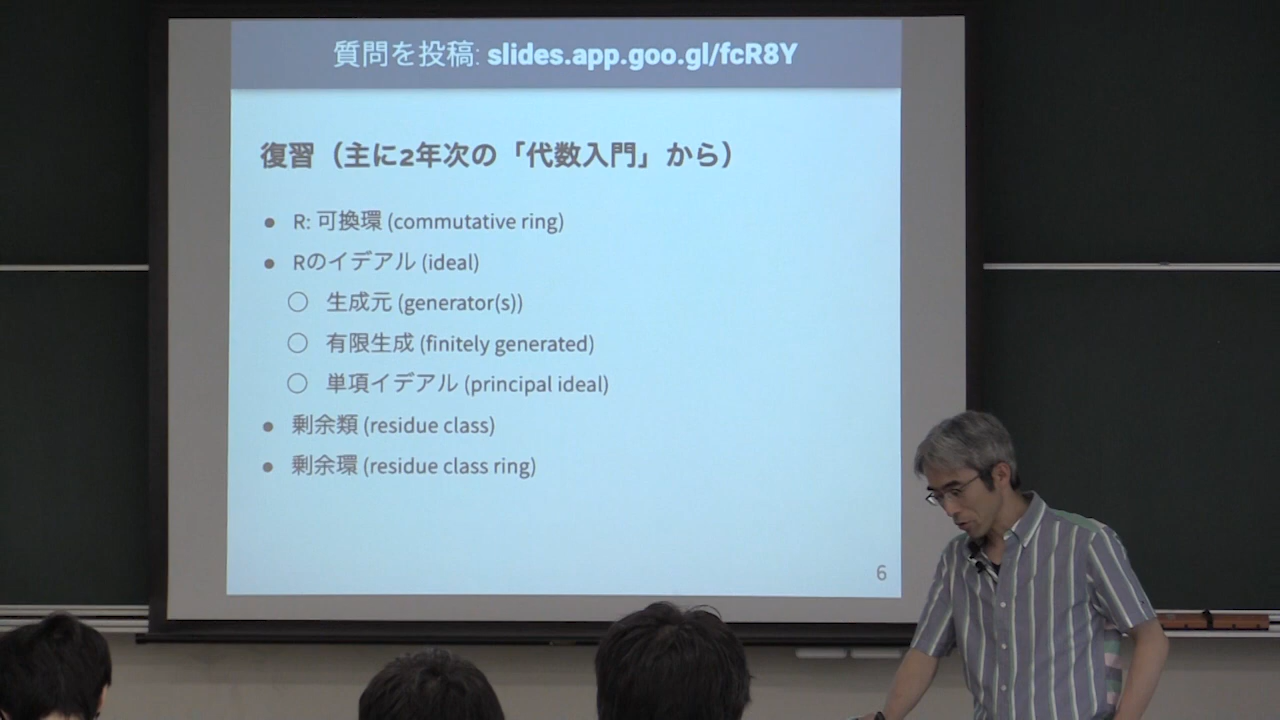 質問を投稿: slides.app.goo.gl/fcR8Y
復習（主に2年次の「代数入門」から）
● R: 可換環 (commutative ring)
● Rのイデアル (ideal)
○ 生成元 (generator(s))
○ 有限生成 (finitely generated)
○ 単項イデアル (principal ideal)
● 剰余類 (residue class)
● 剰余環 (residue class ring)
6